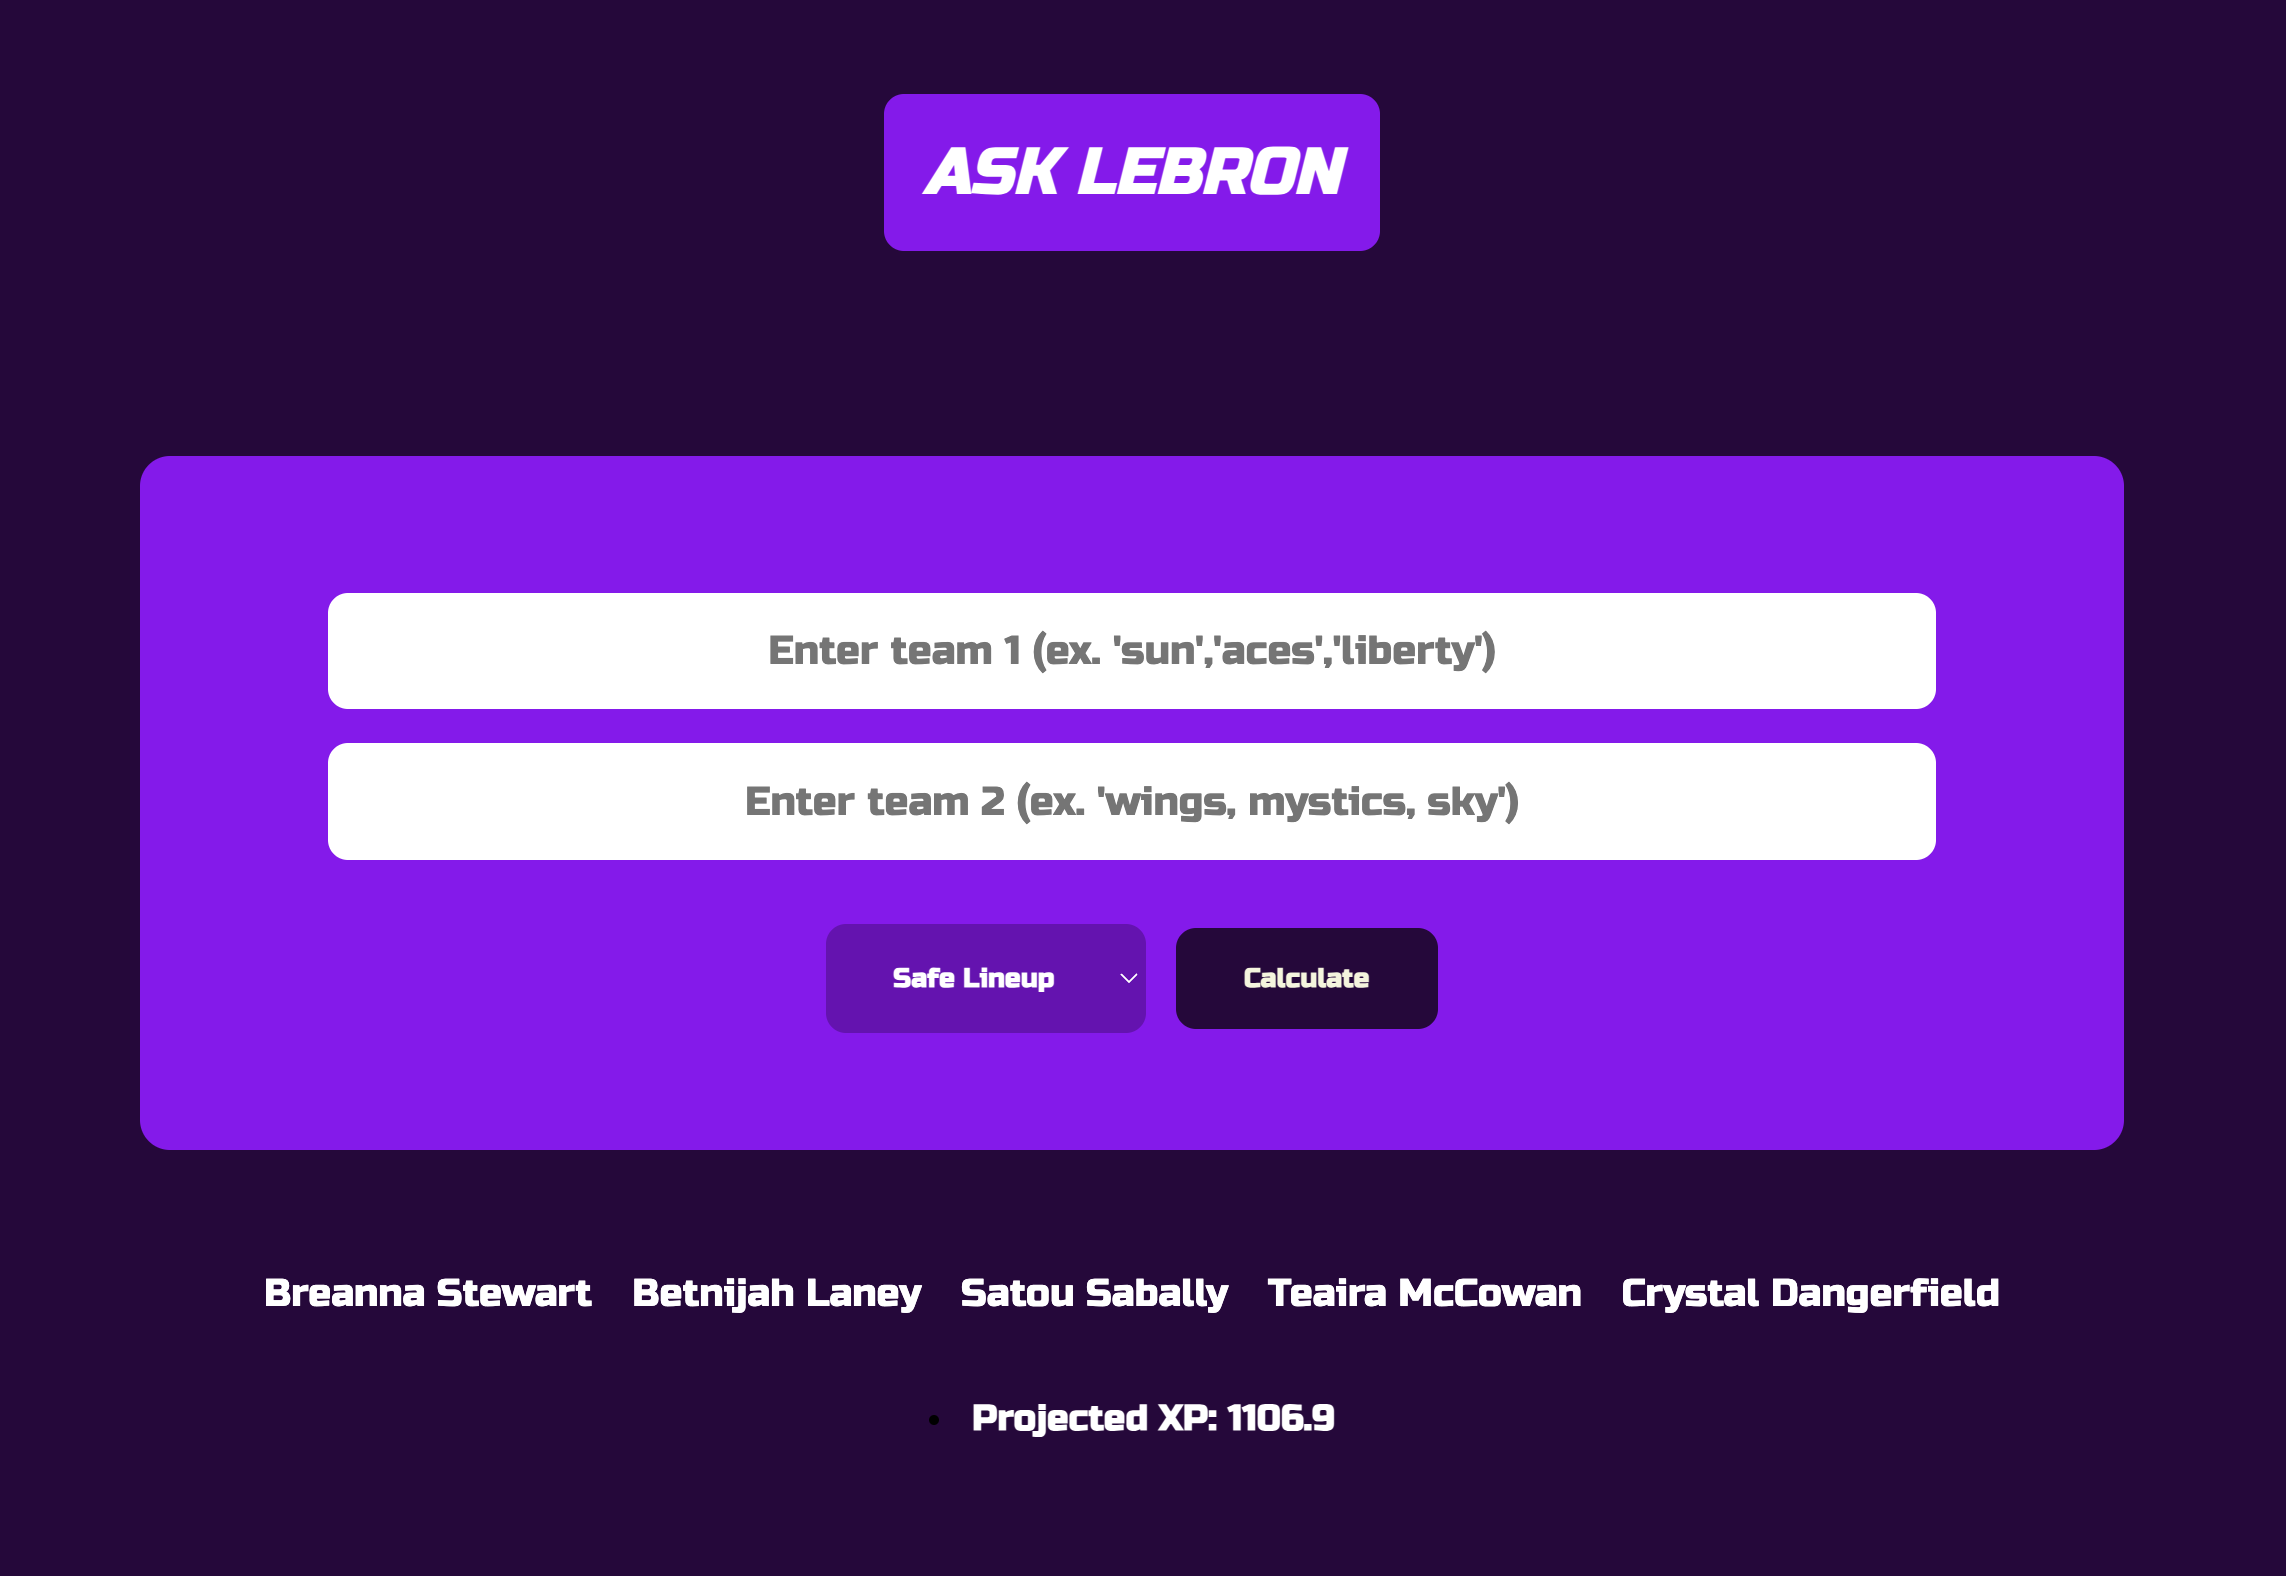 ASK LEBRON
Enter team 1 (ex. 'sun','aces','liberty')
Enter team 2 (ex. 'wings, mystics, sky')
Safe Lineup Calculate
Breanna Stewart Betnijah Laney Satou Sabally Teaira McCowan Crystal Dangerfield
• Projected XP: 1106.9